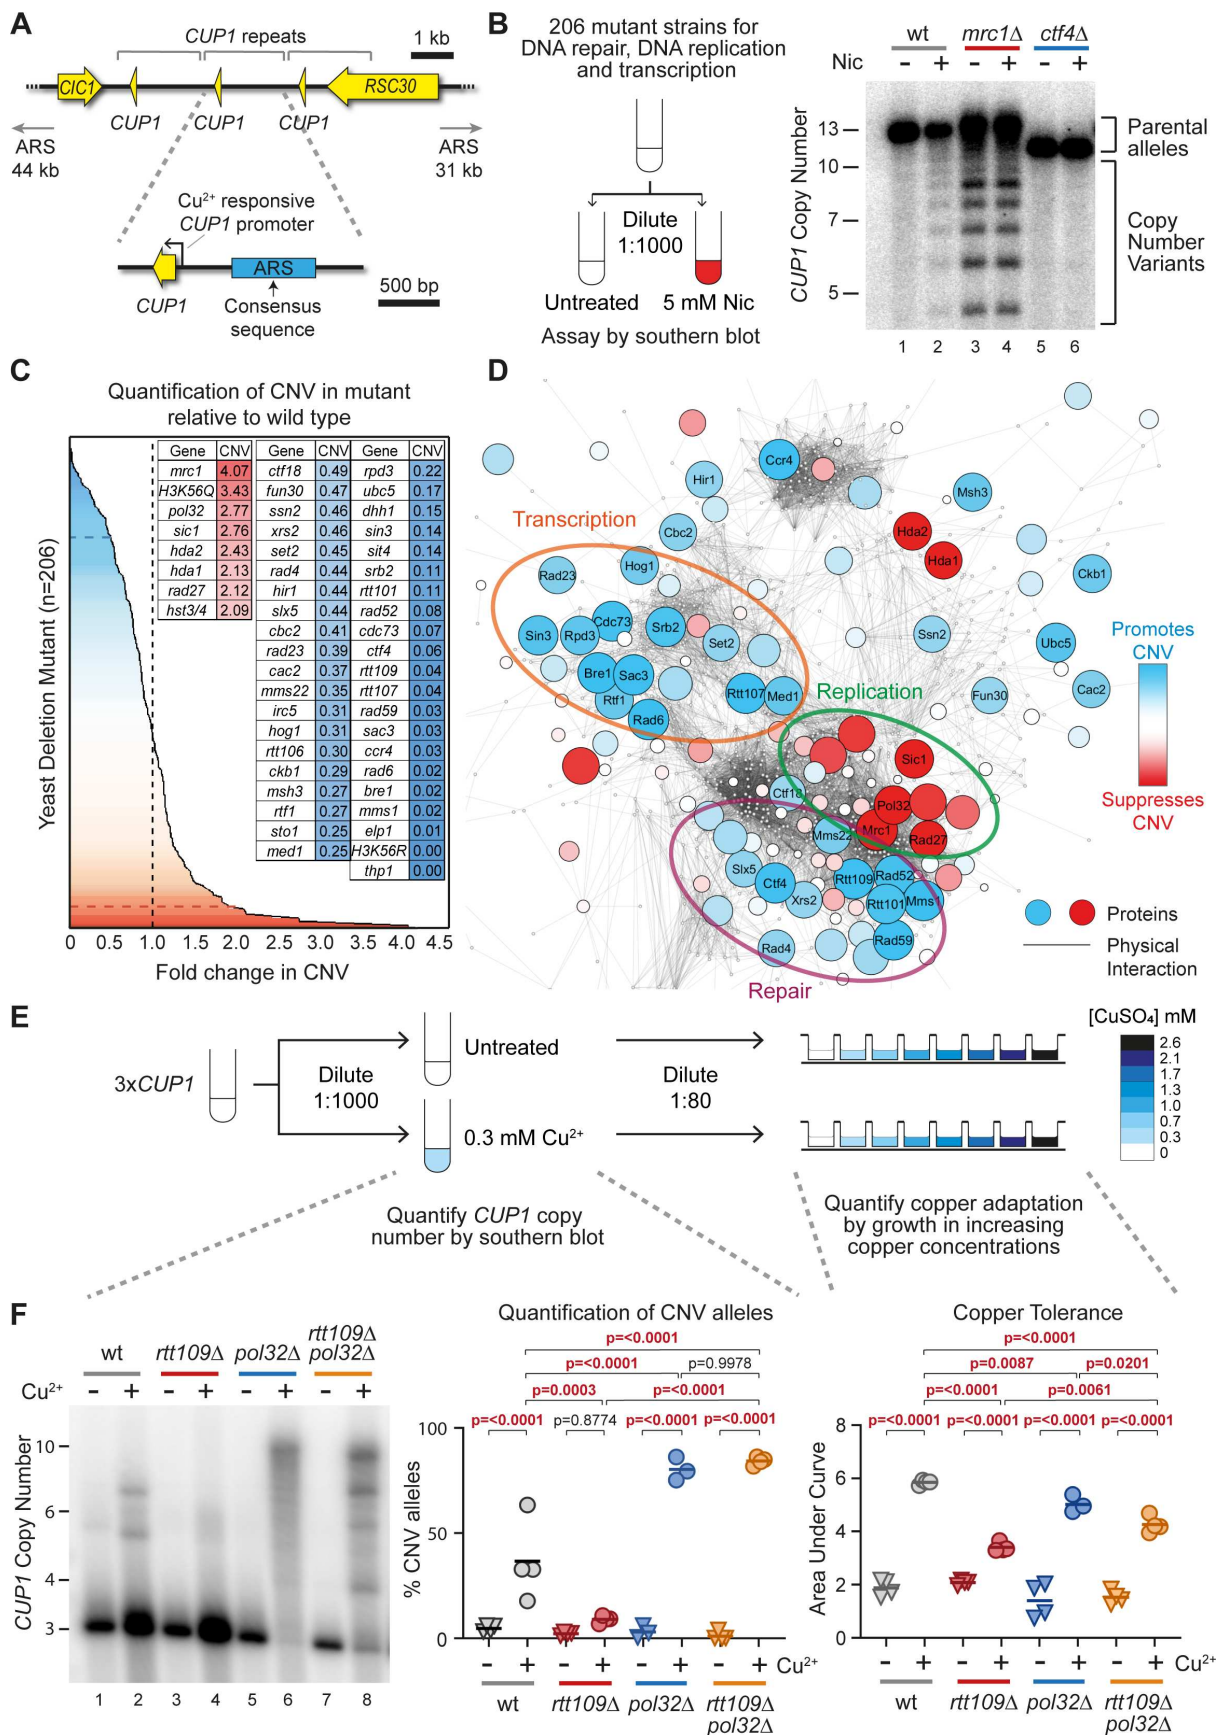 A
CUP1 repeats
1 kb
CIC1
RSC30
CUP1
CUP1
CUP1
ARS
44 kb
ARS
31 kb
Cu²⁺ responsive
CUP1 promoter
ARS
CUP1
Consensus
sequence
500 bp
B
206 mutant strains for
DNA repair, DNA replication
and transcription
Dilute
1:1000
Untreated
5 mM Nic
Assay by southern blot
wt
mrc1Δ
ctf4Δ
Nic
- + - + - +
CUP1 Copy Number
13
10
7
5
Parental
alleles
Copy
Number
Variants
1 2 3 4 5 6
C
Quantification of CNV in mutant
relative to wild type
Yeast Deletion Mutant (n=206)
Gene CNV
mrc1 4.07
H3K56Q 3.43
pol32 2.77
sic1 2.76
hda2 2.43
hda1 2.13
rad27 2.12
hst3/4 2.09
Gene CNV
ctf18 0.49
fun30 0.47
ssn2 0.46
xrs2 0.46
set2 0.45
rad4 0.44
hir1 0.44
slx5 0.44
cbc2 0.41
rad23 0.39
cac2 0.37
mms22 0.35
irc5 0.31
hog1 0.31
rtt106 0.30
ckb1 0.29
msh3 0.27
rtf1 0.27
sto1 0.25
med1 0.25
Gene CNV
rpd3 0.22
ubc5 0.17
dhh1 0.15
sin3 0.14
sit4 0.14
srb2 0.11
rtt101 0.11
rad52 0.08
cdc73 0.07
ctf4 0.06
rtt109 0.04
rtt107 0.04
rad59 0.03
sac3 0.03
ccr4 0.03
rad6 0.02
bre1 0.02
mms1 0.02
elp1 0.01
H3K56R 0.00
thp1 0.00
0 0.5 1.0 2.0 3.0 4.0 4.5
Fold change in CNV
D
Ccr4
Hir1
Msh3
Transcription
Cbc2
Hda2
Hda1
Rad23
Hog1
Ckb1
Sin3
Rpd3
Cdc73
Srb2
Set2
Ssn2
Ubc5
Promotes
CNV
Bre1
Sac3
Rtf1
Rad6
Rtt107
Med1
Replication
Fun30
Cac2
Sic1
Ctf18
Pol32
Mms22
Mrc1
Rad27
Suppresses
CNV
Slx5
Ctf4
Rtt109
Rad52
Xrs2
Rtt101
Mms1
Rad4
Rad59
Repair
Proteins
Physical
Interaction
E
3xCUP1
Dilute
1:1000
Untreated
0.3 mM Cu²⁺
Dilute
1:80
[CuSO₄] mM
2.6
2.1
1.7
1.3
1.0
0.7
0.3
0
Quantify CUP1 copy
number by southern blot
Quantify copper adaptation
by growth in increasing
copper concentrations
F
wt
rtt109Δ
pol32Δ
rtt109Δ
pol32Δ
Cu²⁺
- + - + - + - +
CUP1 Copy Number
10
6
4
3
1 2 3 4 5 6 7 8
Quantification of CNV alleles
p=<0.0001
p=<0.0001 p=0.9978
p=0.0003 p=<0.0001
p=<0.0001 p=0.8774 p=<0.0001 p=<0.0001
% CNV alleles
100
50
0
- + - + - + - + Cu²⁺
wt
rtt109Δ
pol32Δ
rtt109Δ
pol32Δ
Copper Tolerance
p=<0.0001
p=0.0087 p=0.0201
p=<0.0001 p=0.0061
p=<0.0001 p=<0.0001 p=<0.0001 p=<0.0001
Area Under Curve
8
6
4
2
0
- + - + - + - + Cu²⁺
wt
rtt109Δ
pol32Δ
rtt109Δ
pol32Δ